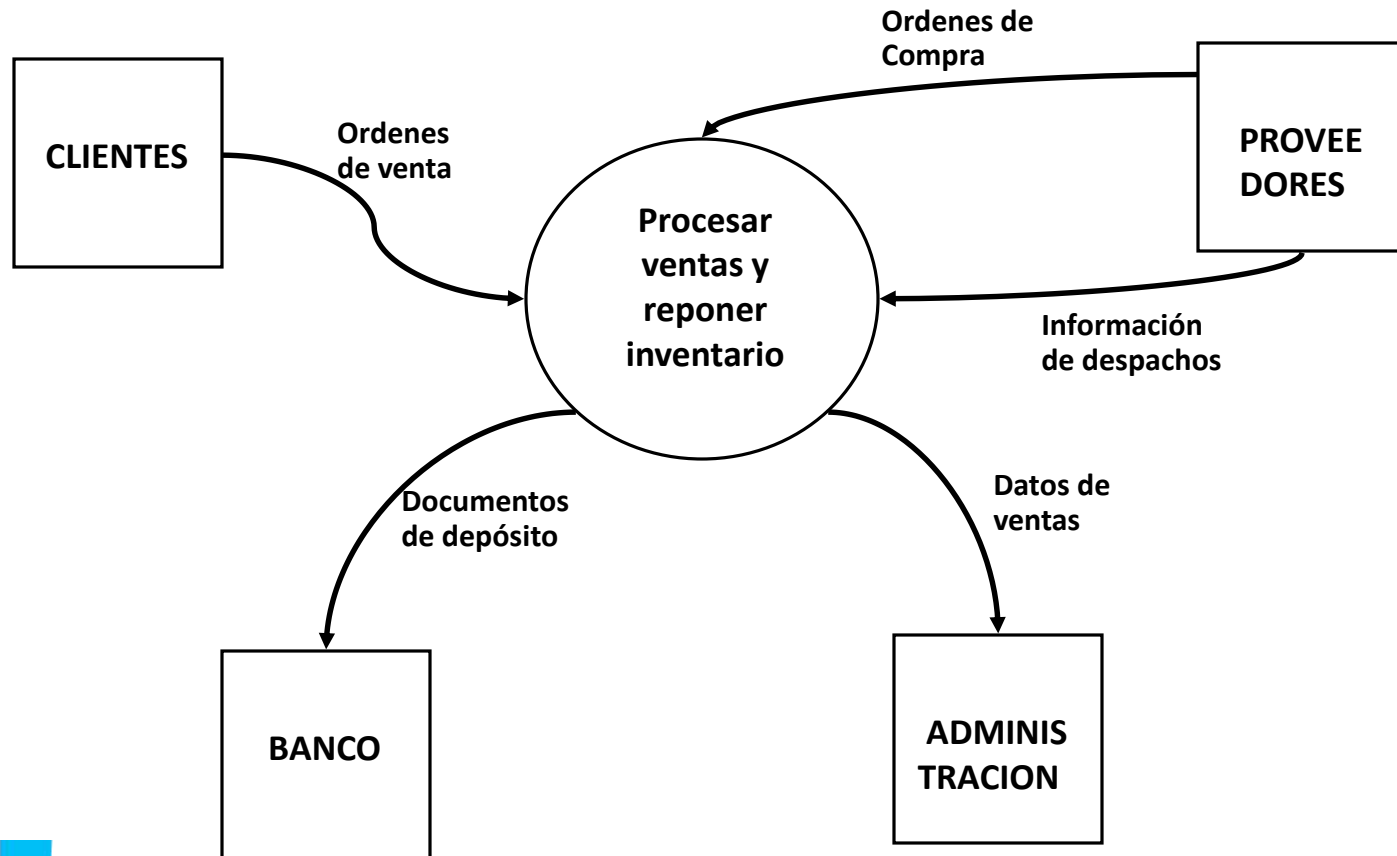 Ordenes de
Compra
CLIENTES
Ordenes
de venta
PROVEE
DORES
Procesar
ventas y
reponer
inventario
Información
de despachos
Documentos
de depósito
Datos de
ventas
BANCO
ADMINIS
TRACION